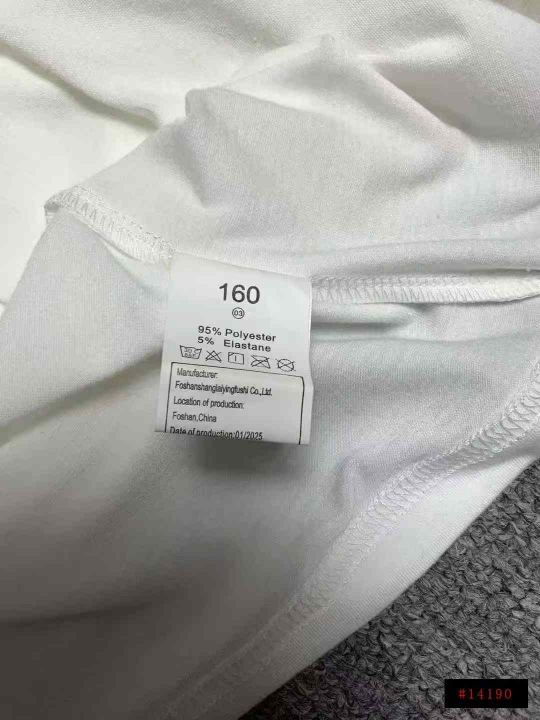 160
03
95% Polyester
5% Elastane
Manufacturer:
Foshanshanglaiyingfushi Co.,Ltd.
Location of production:
Foshan,China
Date of production:01/2025
#14190